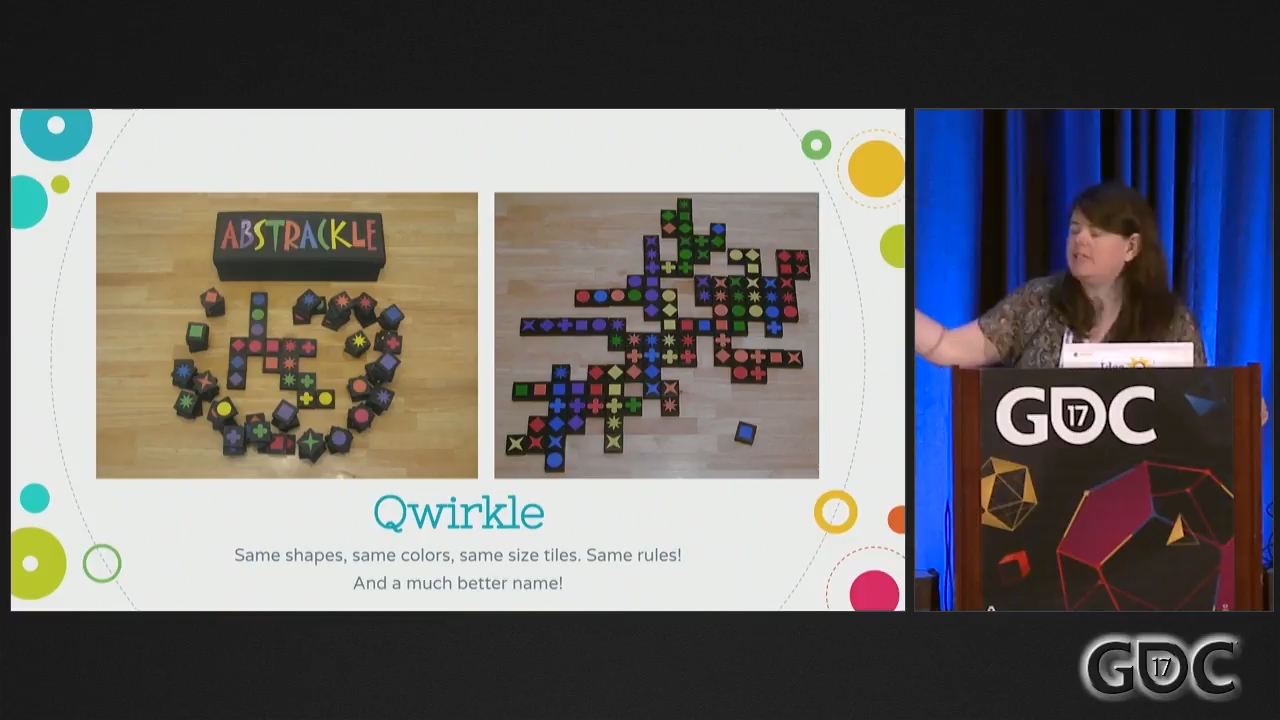 ABSTRACKLE
Qwirkle
Same shapes, same colors, same size tiles. Same rules!
And a much better name!
GDC
17
GDC
17